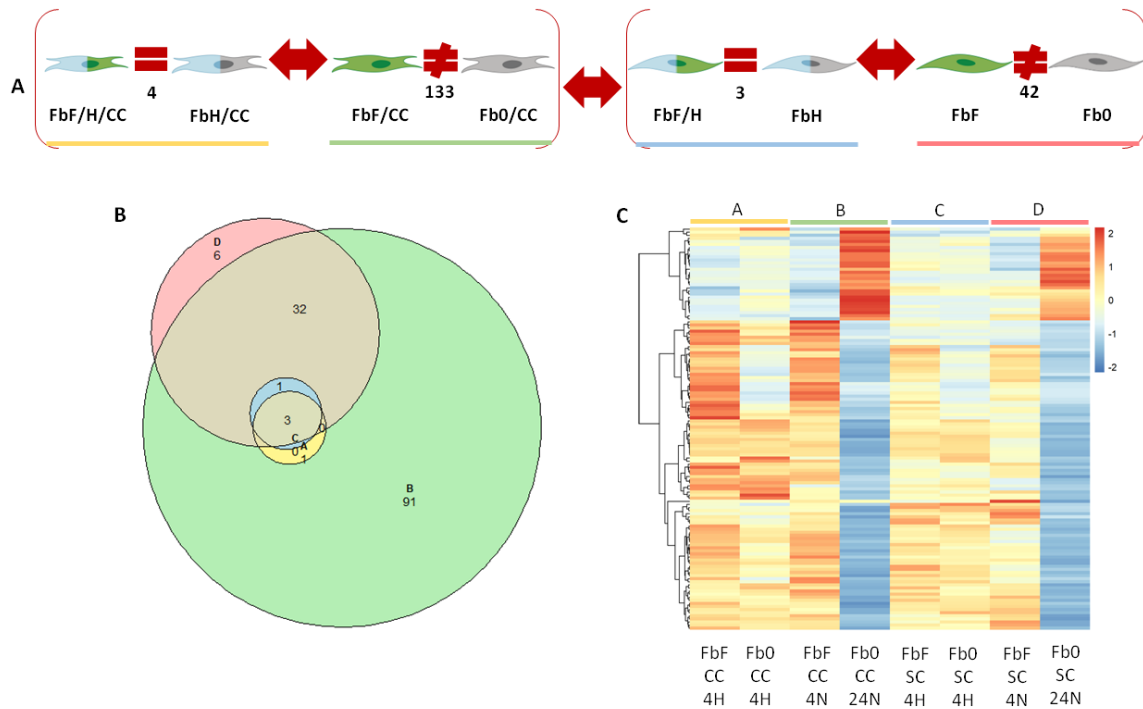 A
4
133
3
42
FbF/H/CC FbH/CC FbF/CC Fb0/CC FbF/H FbH FbF Fb0
B
D
6
32
1
3
0
C
A
0
1
B
91
C
A B C D
2
1
0
-1
-2
FbF Fb0 FbF Fb0 FbF Fb0 FbF Fb0
CC CC CC CC SC SC SC SC
4H 4H 4N 24N 4H 4H 4N 24N